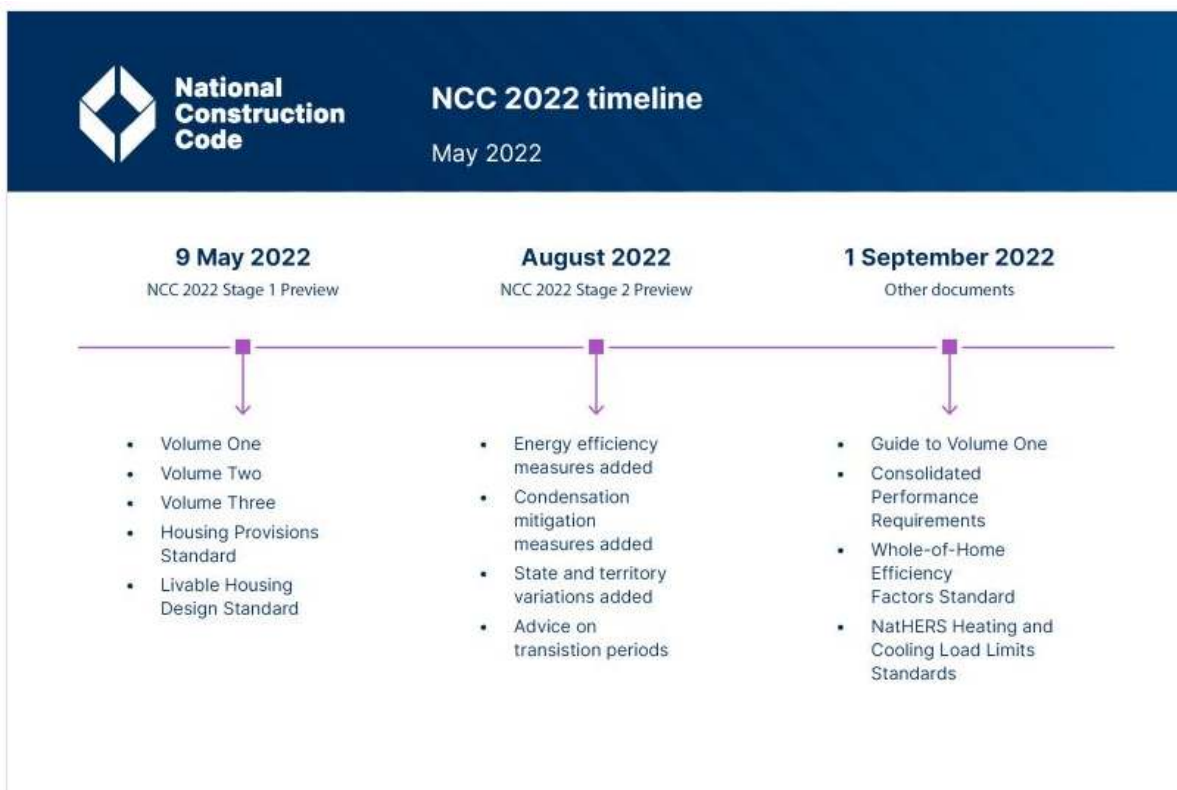 National
Construction
Code
NCC 2022 timeline
May 2022
9 May 2022
NCC 2022 Stage 1 Preview
August 2022
NCC 2022 Stage 2 Preview
1 September 2022
Other documents
• Volume One
• Volume Two
• Volume Three
• Housing Provisions
Standard
• Livable Housing
Design Standard
• Energy efficiency
measures added
• Condensation
mitigation
measures added
• State and territory
variations added
• Advice on
transistion periods
• Guide to Volume One
• Consolidated
Performance
Requirements
• Whole-of-Home
Efficiency
Factors Standard
• NatHERS Heating and
Cooling Load Limits
Standards